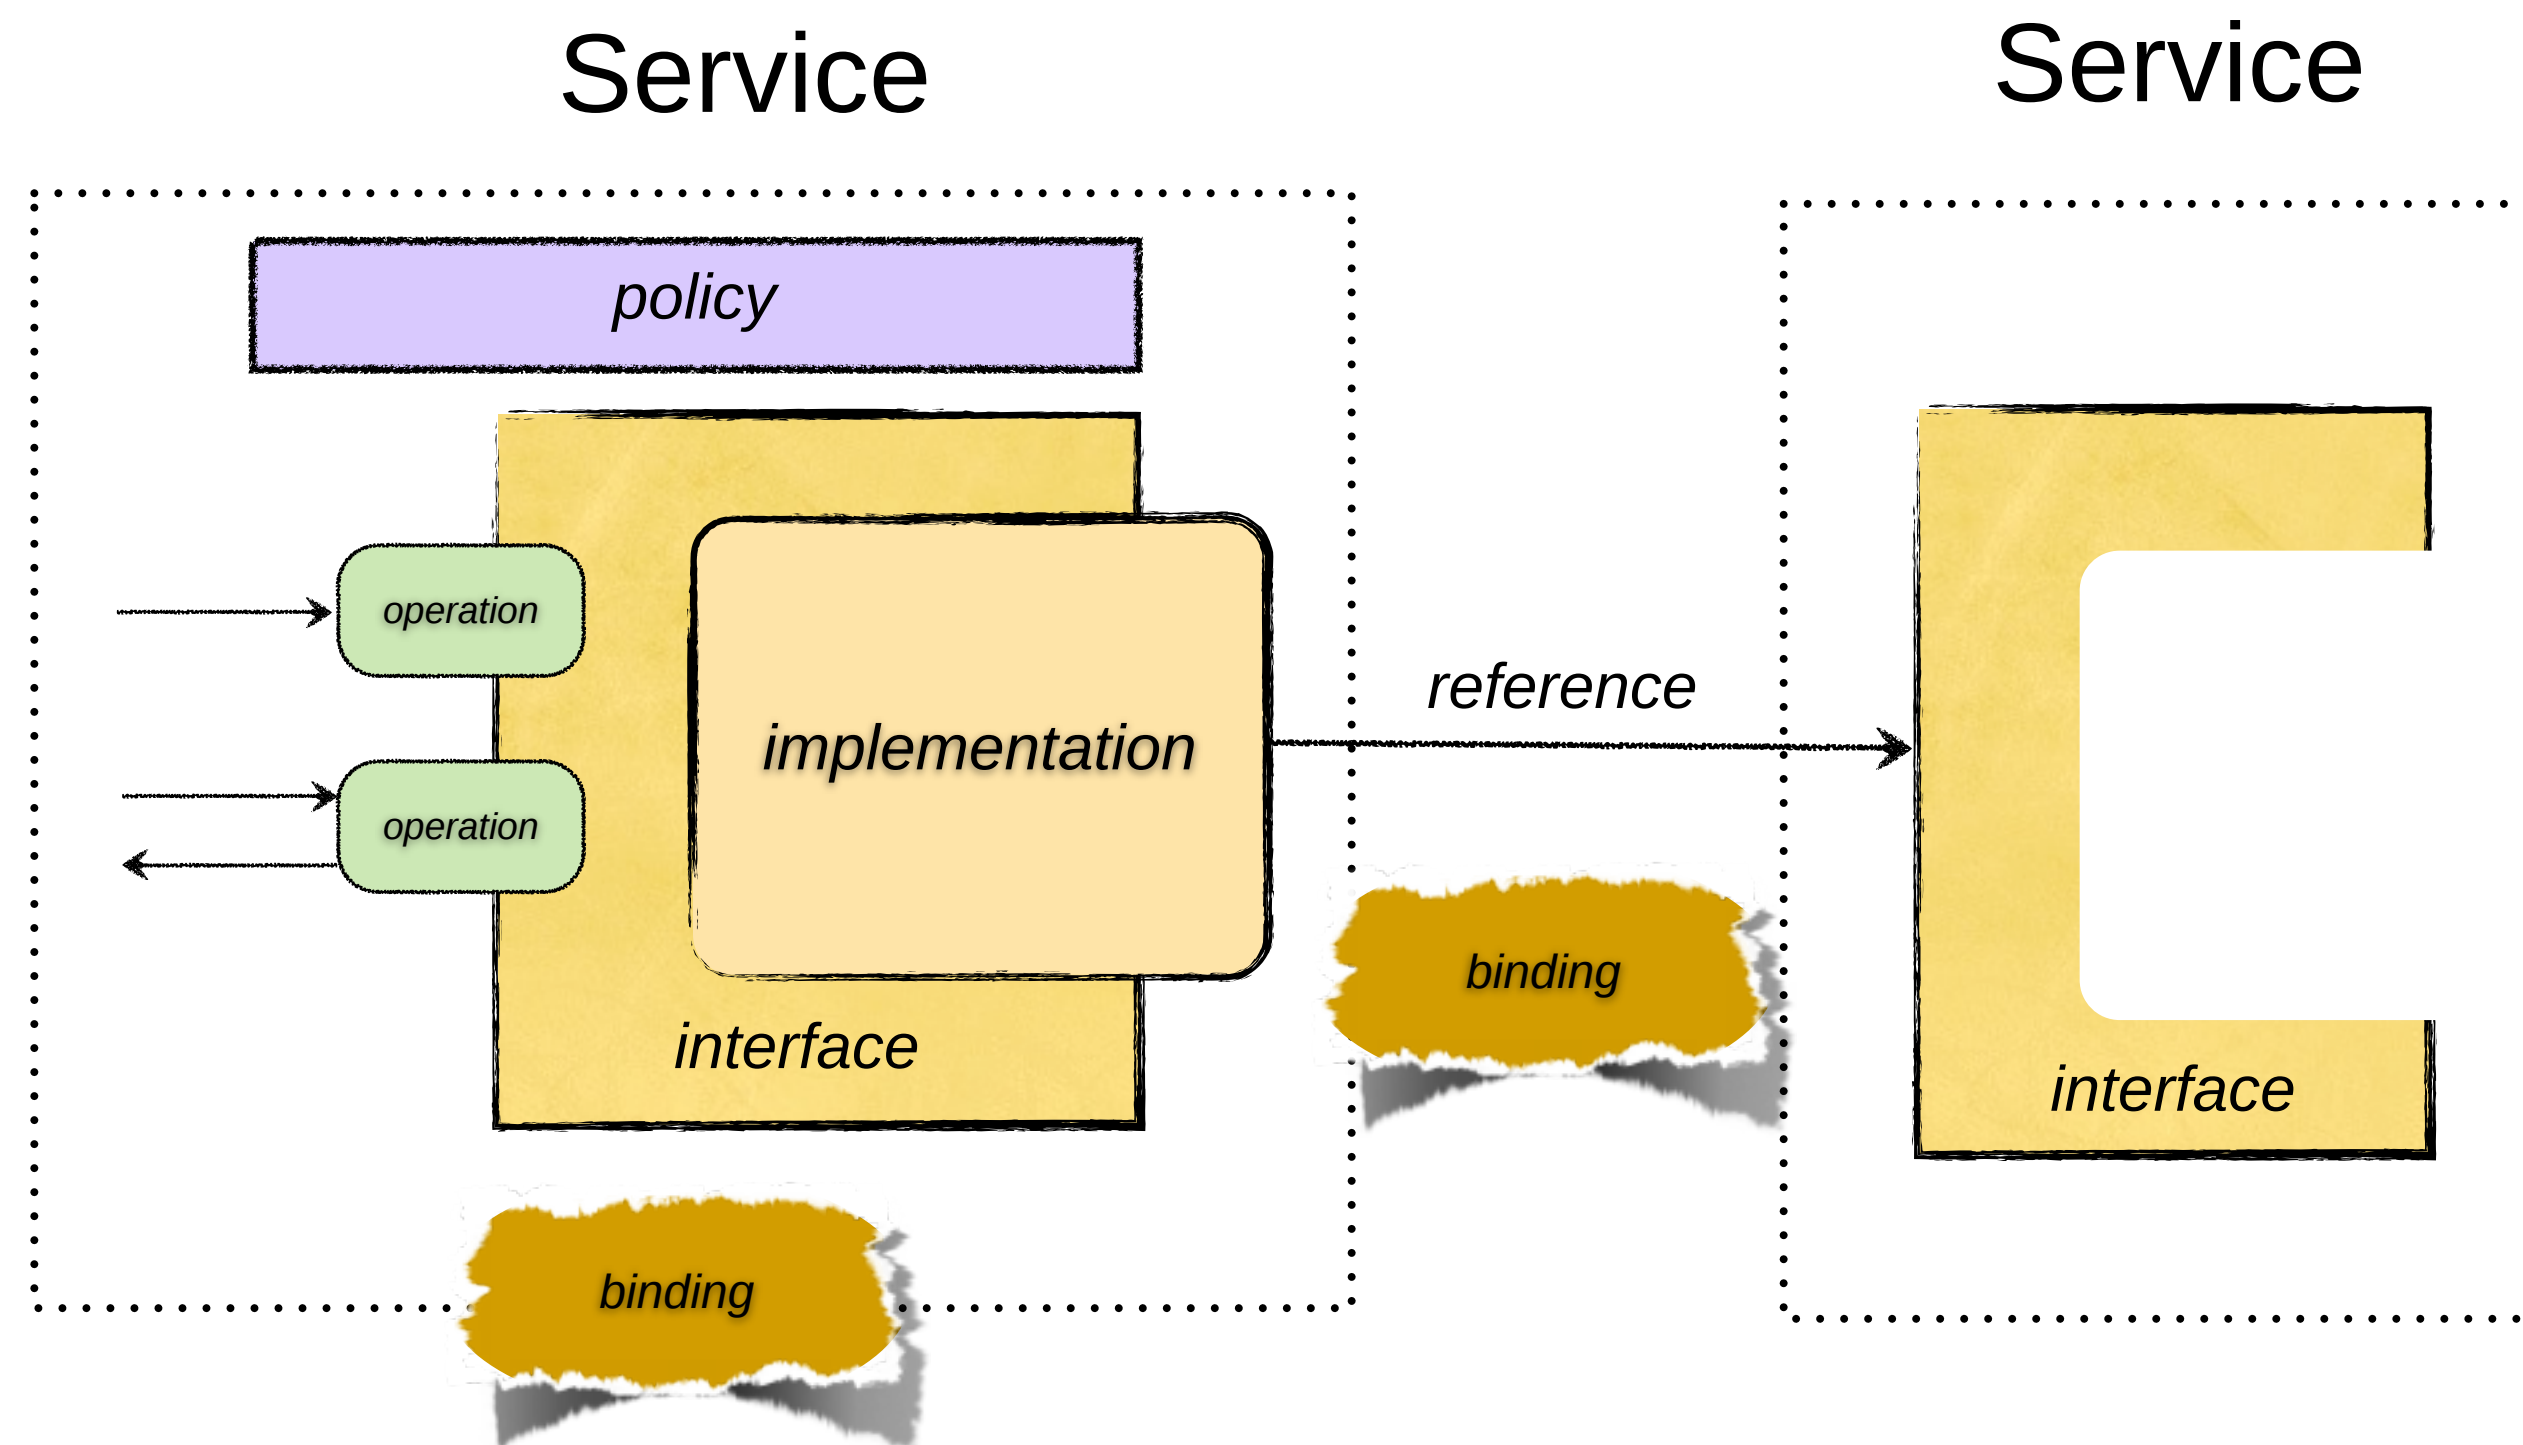 Service
Service
policy
operation
operation
implementation
interface
reference
binding
binding
interface